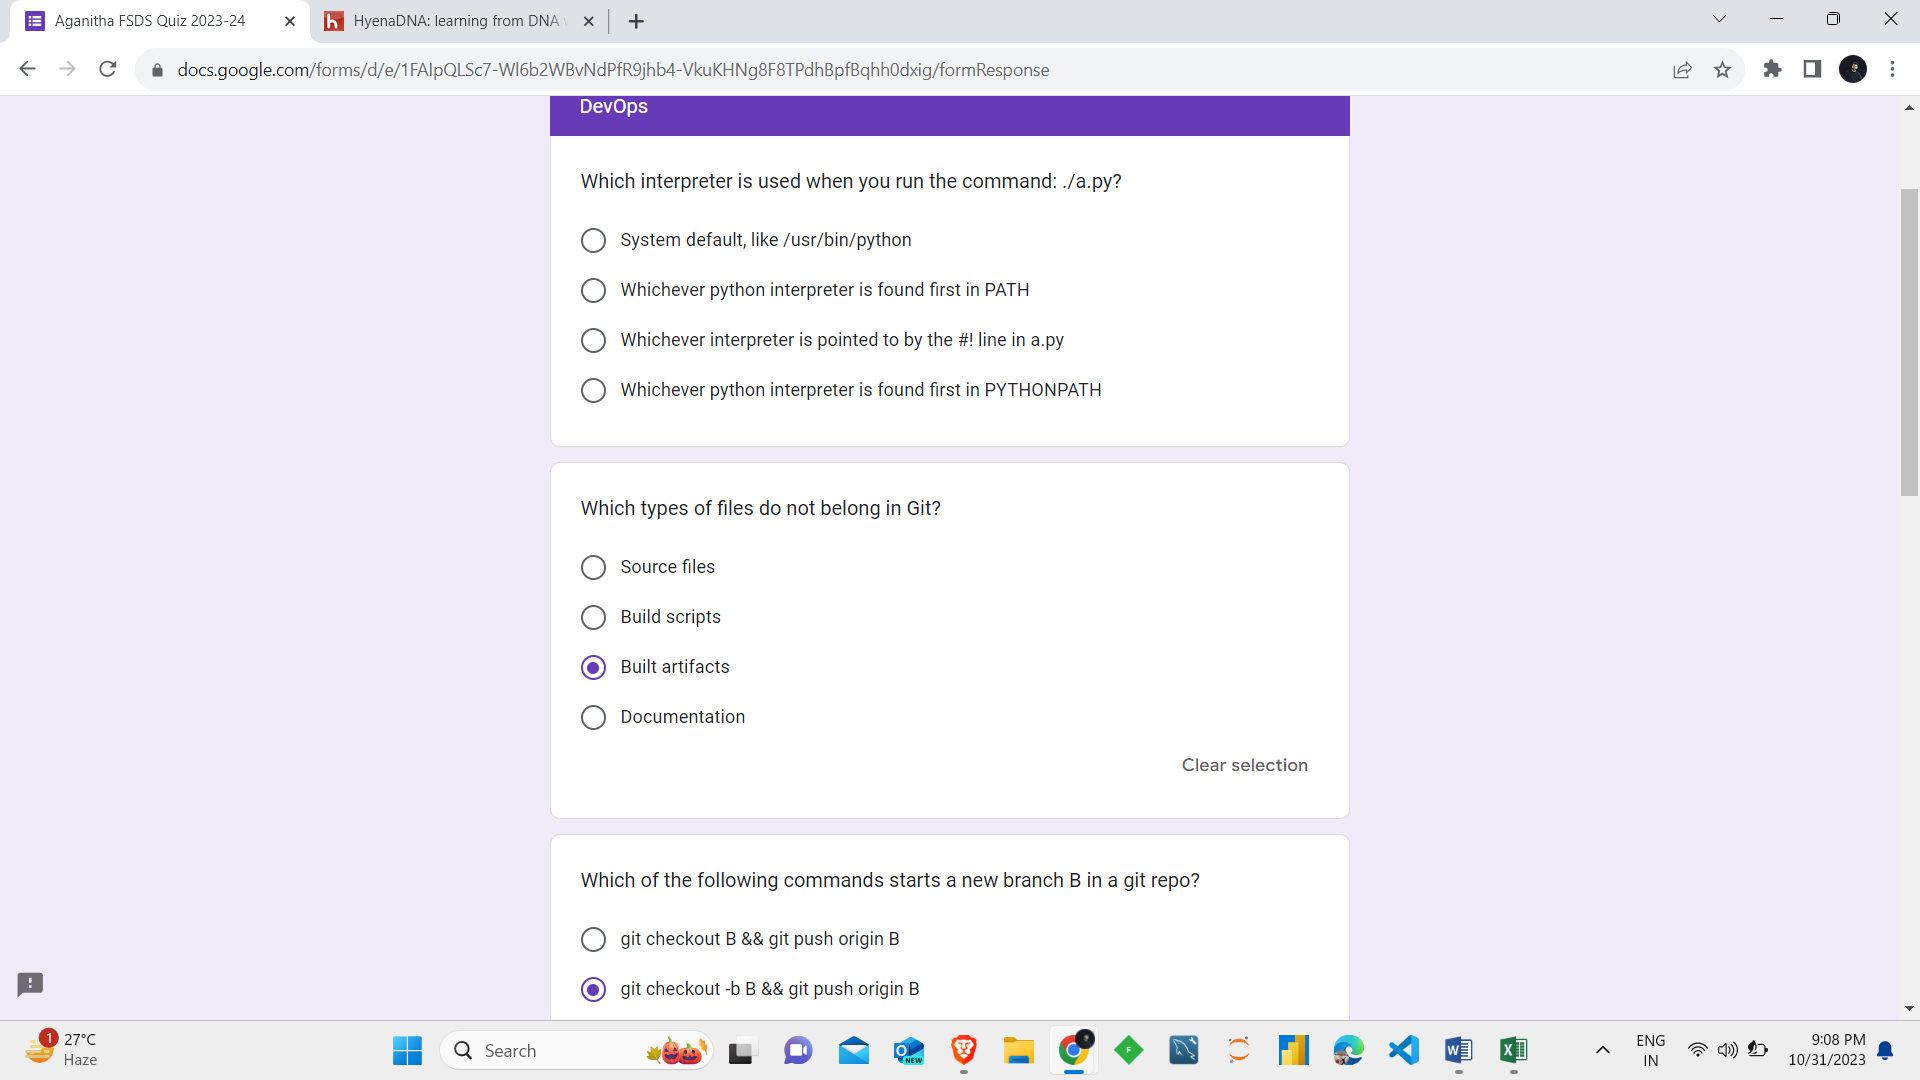 Aganitha FSDS Quiz 2023-24
HyenaDNA: learning from DNA
docs.google.com/forms/d/e/1FAIpQLSc7-Wl6b2WBvNdPfR9jhb4-VkuKHNg8F8TPdhBpfBqhh0dxig/formResponse
DevOps
Which interpreter is used when you run the command: ./a.py?
System default, like /usr/bin/python
Whichever python interpreter is found first in PATH
Whichever interpreter is pointed to by the #! line in a.py
Whichever python interpreter is found first in PYTHONPATH
Which types of files do not belong in Git?
Source files
Build scripts
Built artifacts
Documentation
Clear selection
Which of the following commands starts a new branch B in a git repo?
git checkout B && git push origin B
git checkout -b B && git push origin B
1
27°C
Haze
Search
NEW
ENG
IN
9:08 PM
10/31/2023